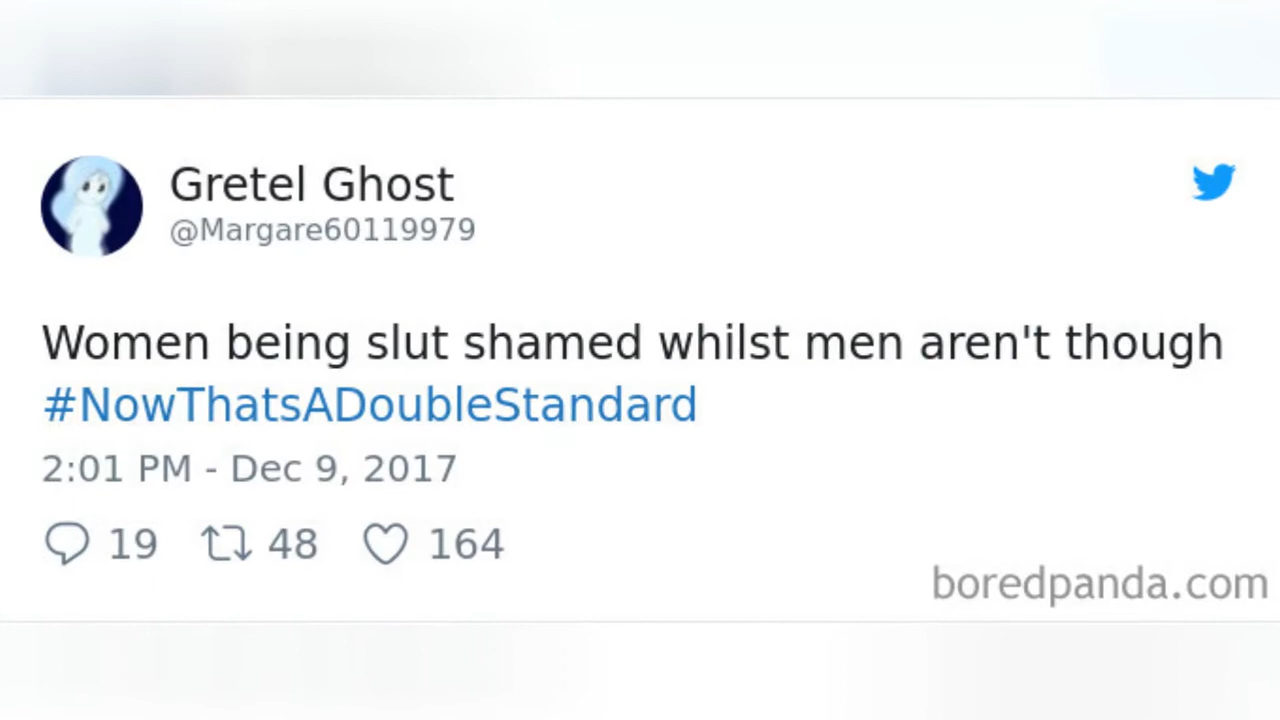 Gretel Ghost
@Margare60119979
Women being slut shamed whilst men aren't though
#NowThatsADoubleStandard
2:01 PM - Dec 9, 2017
19 48 164
boredpanda.com